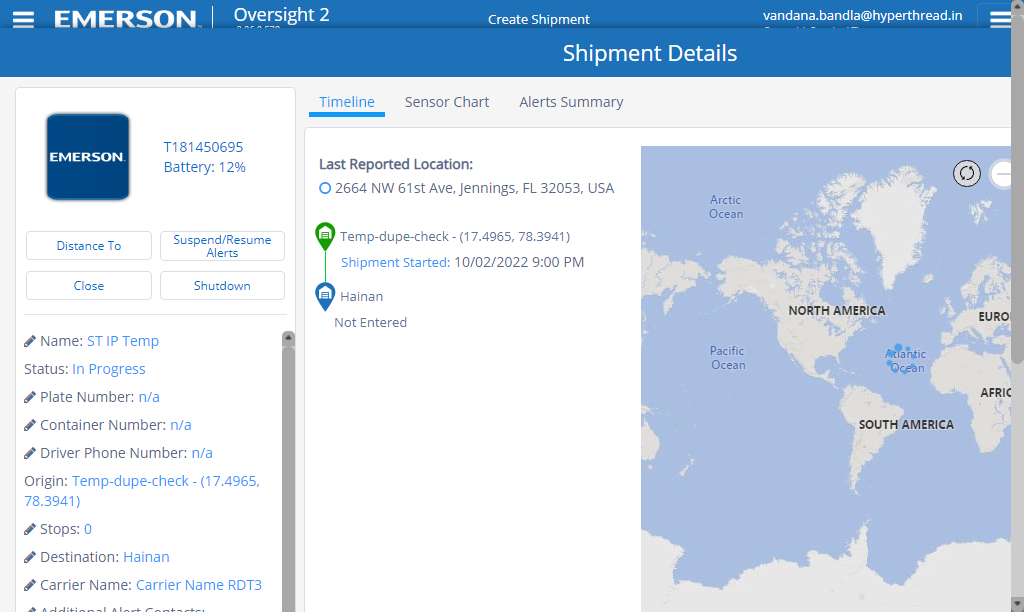 EMERSON
Oversight 2
Create Shipment
vandana.bandla@hyperthread.in
Shipment Details
EMERSON
T181450695
Battery: 12%
Distance To
Suspend/Resume
Alerts
Close
Shutdown
Name: ST IP Temp
Status: In Progress
Plate Number: n/a
Container Number: n/a
Driver Phone Number: n/a
Origin: Temp-dupe-check - (17.4965,
78.3941)
Stops: 0
Destination: Hainan
Carrier Name: Carrier Name RDT3
Additional Alert Contacts:
Timeline
Sensor Chart
Alerts Summary
Last Reported Location:
2664 NW 61st Ave, Jennings, FL 32053, USA
Temp-dupe-check - (17.4965, 78.3941)
Shipment Started: 10/02/2022 9:00 PM
Hainan
Not Entered
Arctic
Ocean
NORTH AMERICA
EURO
Pacific
Ocean
Atlantic
Ocean
AFRIC
SOUTH AMERICA